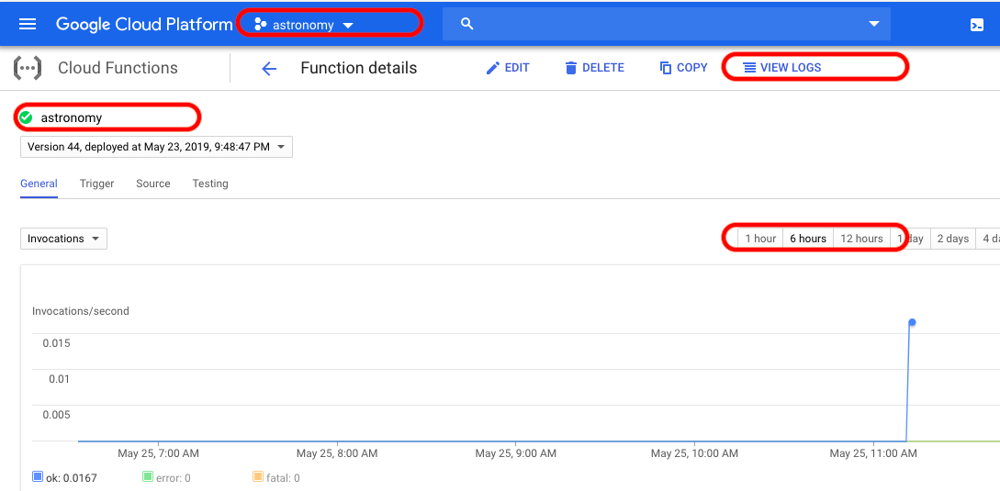 Google Cloud Platform astronomy
Cloud Functions Function details EDIT DELETE COPY VIEW LOGS
astronomy
Version 44, deployed at May 23, 2019, 9:48:47 PM
General Trigger Source Testing
Invocations 1 hour 6 hours 12 hours 1 day 2 days 4 da
Invocations/second
0.015
0.01
0.005
May 25, 7:00 AM May 25, 8:00 AM May 25, 9:00 AM May 25, 10:00 AM May 25, 11:00 AM
ok: 0.0167 error: 0 fatal: 0